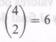 (4 2) = 6